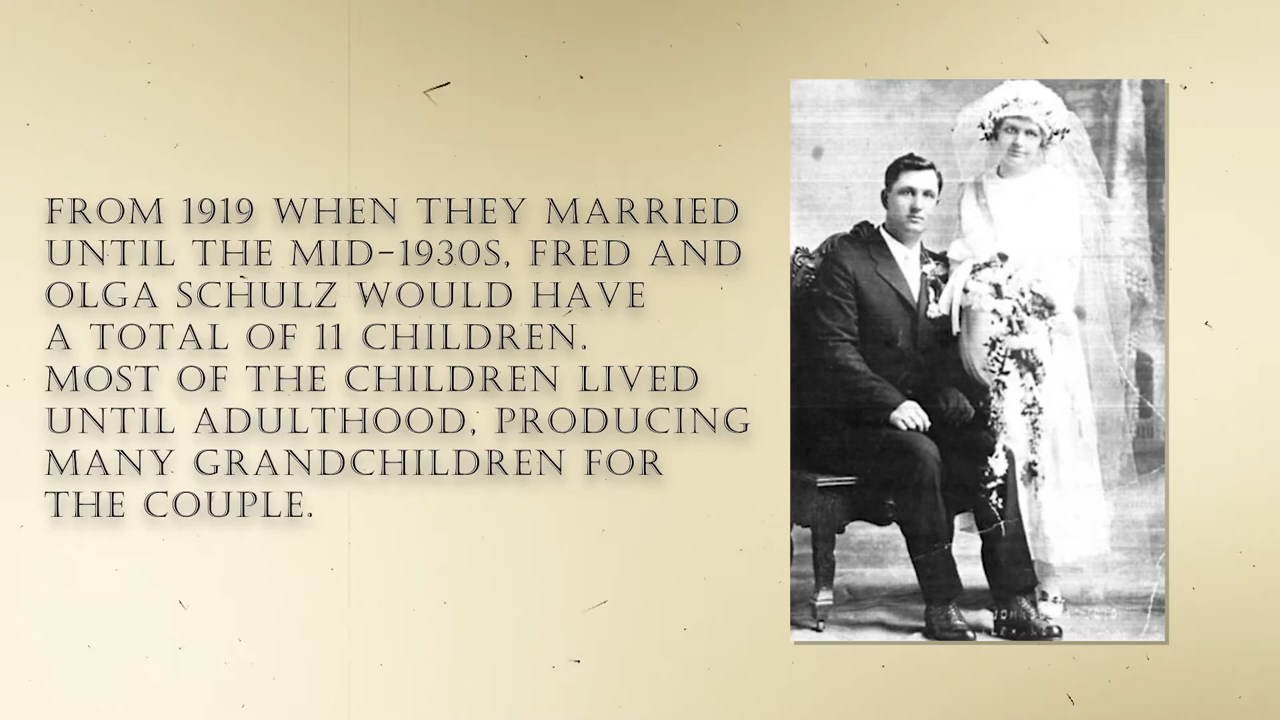 FROM 1919 WHEN THEY MARRIED
UNTIL THE MID-1930S, FRED AND
OLGA SCHULZ WOULD HAVE
A TOTAL OF 11 CHILDREN.
MOST OF THE CHILDREN LIVED
UNTIL ADULTHOOD, PRODUCING
MANY GRANDCHILDREN FOR
THE COUPLE.